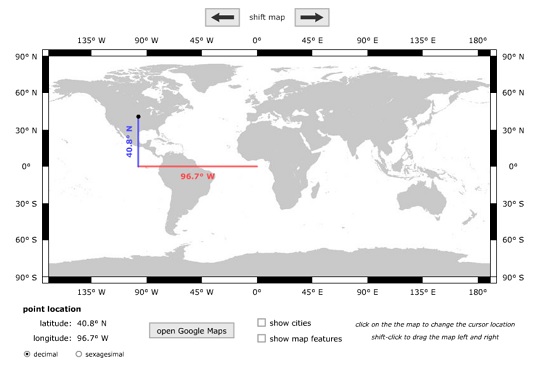 shift map
135° W 90° W 45° W 0° 45° E 90° E 135° E 180°
90° N 90° N
60° N 60° N
30° N 30° N
40.8° N
0° 0°
96.7° W
30° S 30° S
60° S 60° S
90° S 90° S
135° W 90° W 45° W 0° 45° E 90° E 135° E 180°
point location
latitude: 40.8° N
longitude: 96.7° W
decimal sexagesimal
open Google Maps
show cities
show map features
click on the the map to change the cursor location
shift-click to drag the map left and right